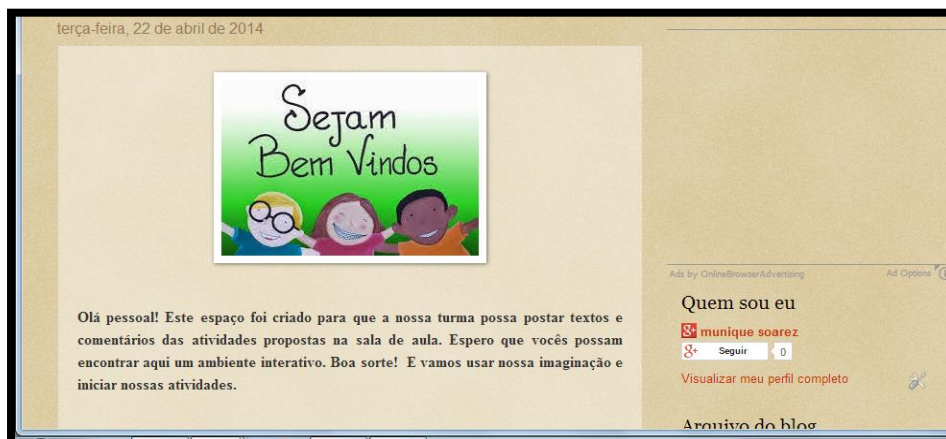 terça-feira, 22 de abril de 2014
Sejam
Bem Vindos
Olá pessoal! Este espaço foi criado para que a nossa turma possa postar textos e
comentários das atividades propostas na sala de aula. Espero que vocês possam
encontrar aqui um ambiente interativo. Boa sorte! E vamos usar nossa imaginação e
iniciar nossas atividades.
Ads by OnlineBrowserAdvertising
Ad Options
Quem sou eu
munique soarez
Seguir 0
Visualizar meu perfil completo
Arquivo do blog